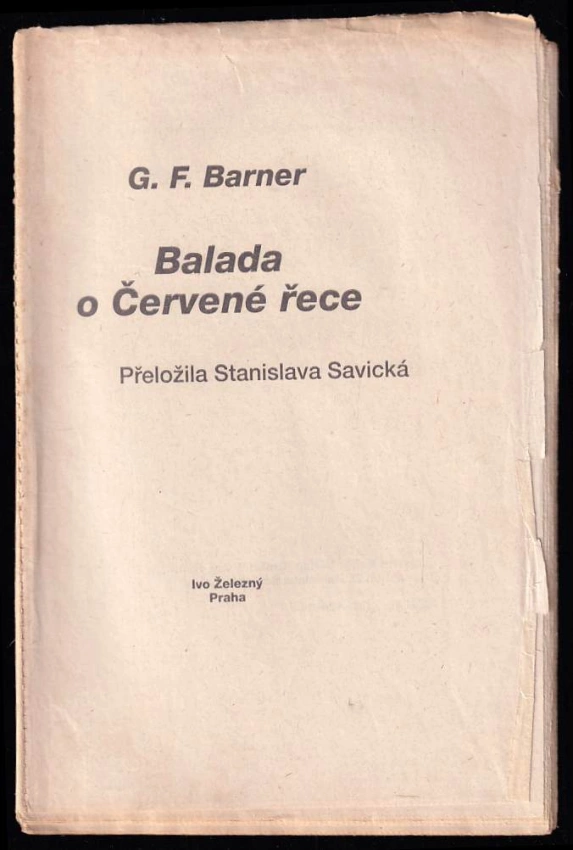 G. F. Barner
Balada
o Červené řece
Přeložila Stanislava Savická
Ivo Železný
Praha